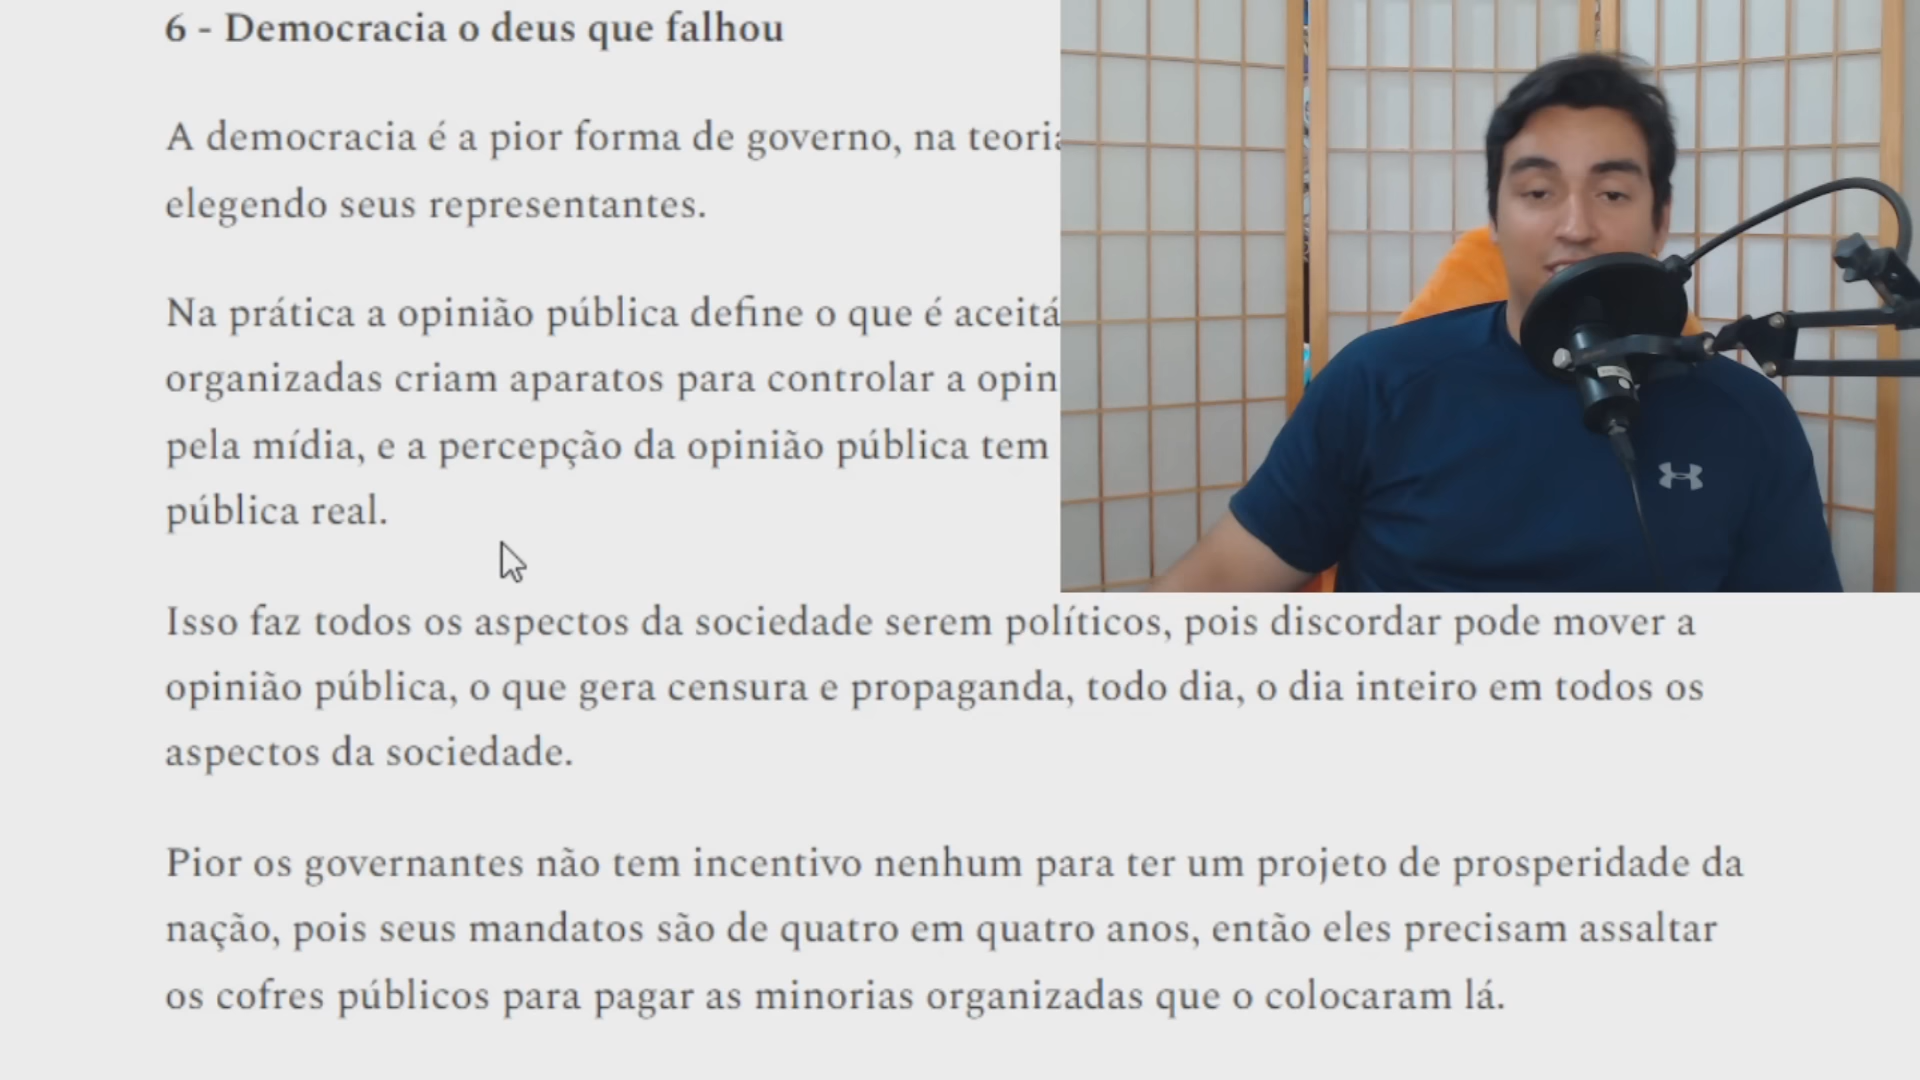 6 - Democracia o deus que falhou
A democracia é a pior forma de governo, na teoria
elegendo seus representantes.
Na prática a opinião pública define o que é
organizadas criam aparatos para controlar a
pela mídia, e a percepção da opinião pública tem
pública real.
Isso faz todos os aspectos da sociedade serem políticos, pois discordar pode mover a
opinião pública, o que gera censura e propaganda, todo dia, o dia inteiro em todos os
aspectos da sociedade.
Pior os governantes não tem incentivo nenhum para ter um projeto de prosperidade da
nação, pois seus mandatos são de quatro em quatro anos, então eles precisam assaltar
os cofres públicos para pagar as minorias organizadas que o colocaram lá.